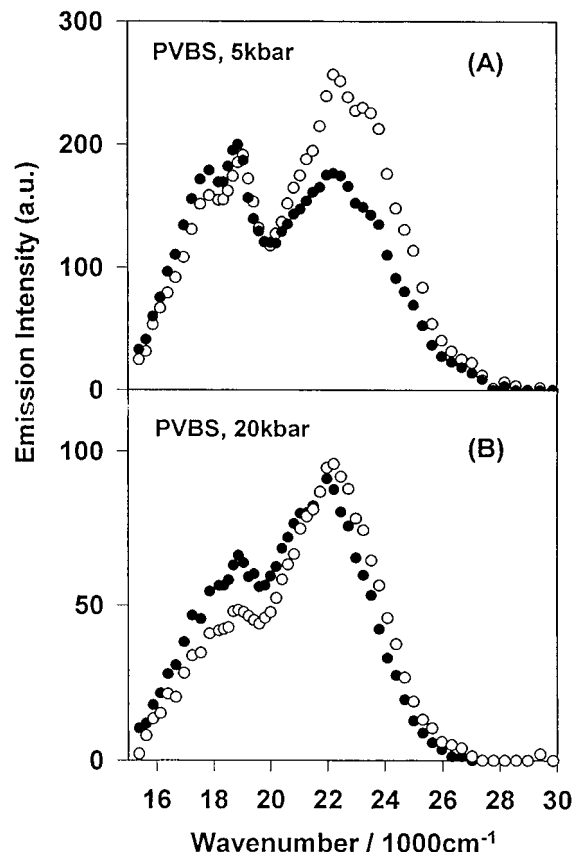 300
PVBS, 5kbar
(A)
200
100
0
Emission Intensity (a.u.)
PVBS, 20kbar
(B)
100
50
0
16 18 20 22 24 26 28 30
Wavenumber / 1000cm⁻¹